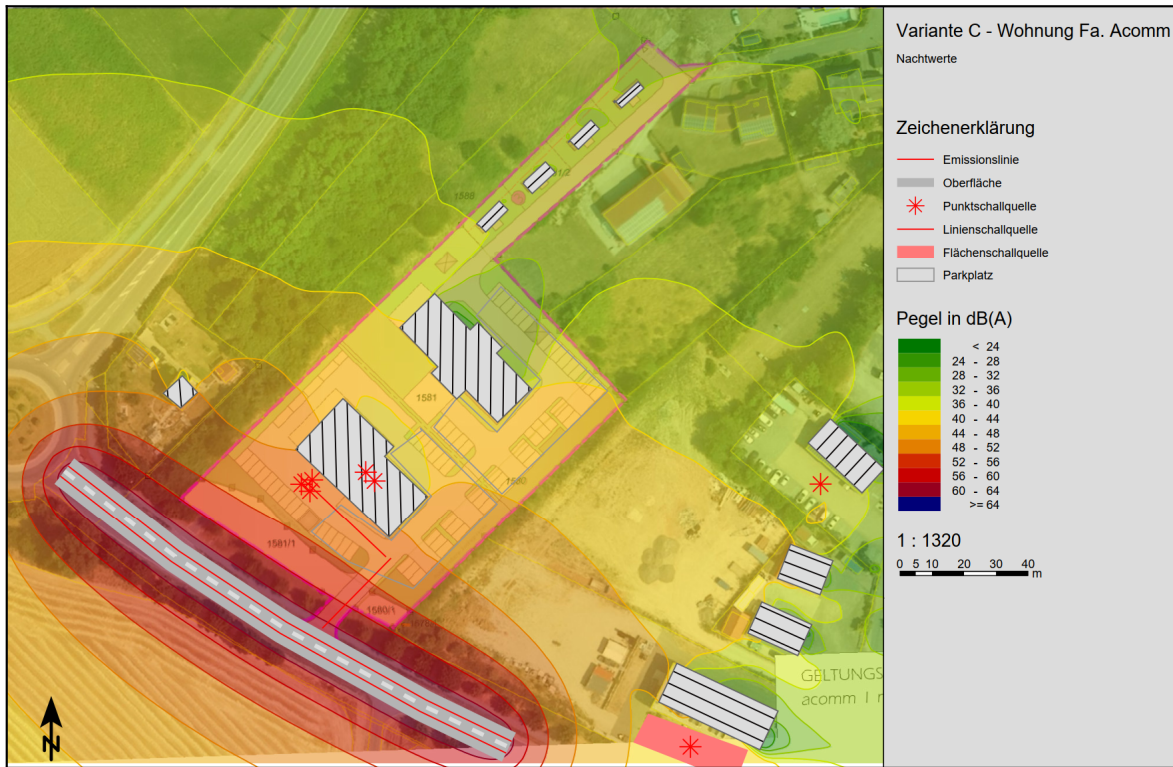 Variante C - Wohnung Fa. Acomm
Nachtwerte
Zeichenerklärung
Emissionslinie
Oberfläche
Punktschallquelle
Linienschallquelle
Flächenschallquelle
Parkplatz
Pegel in dB(A)
< 24
24 - 28
28 - 32
32 - 36
36 - 40
40 - 44
44 - 48
48 - 52
52 - 56
56 - 60
60 - 64
>= 64
1 : 1320
0 5 10 20 30 40
m
1588
1581
1580
1581/1
1580/1
GELTUNGS
acomm I
N